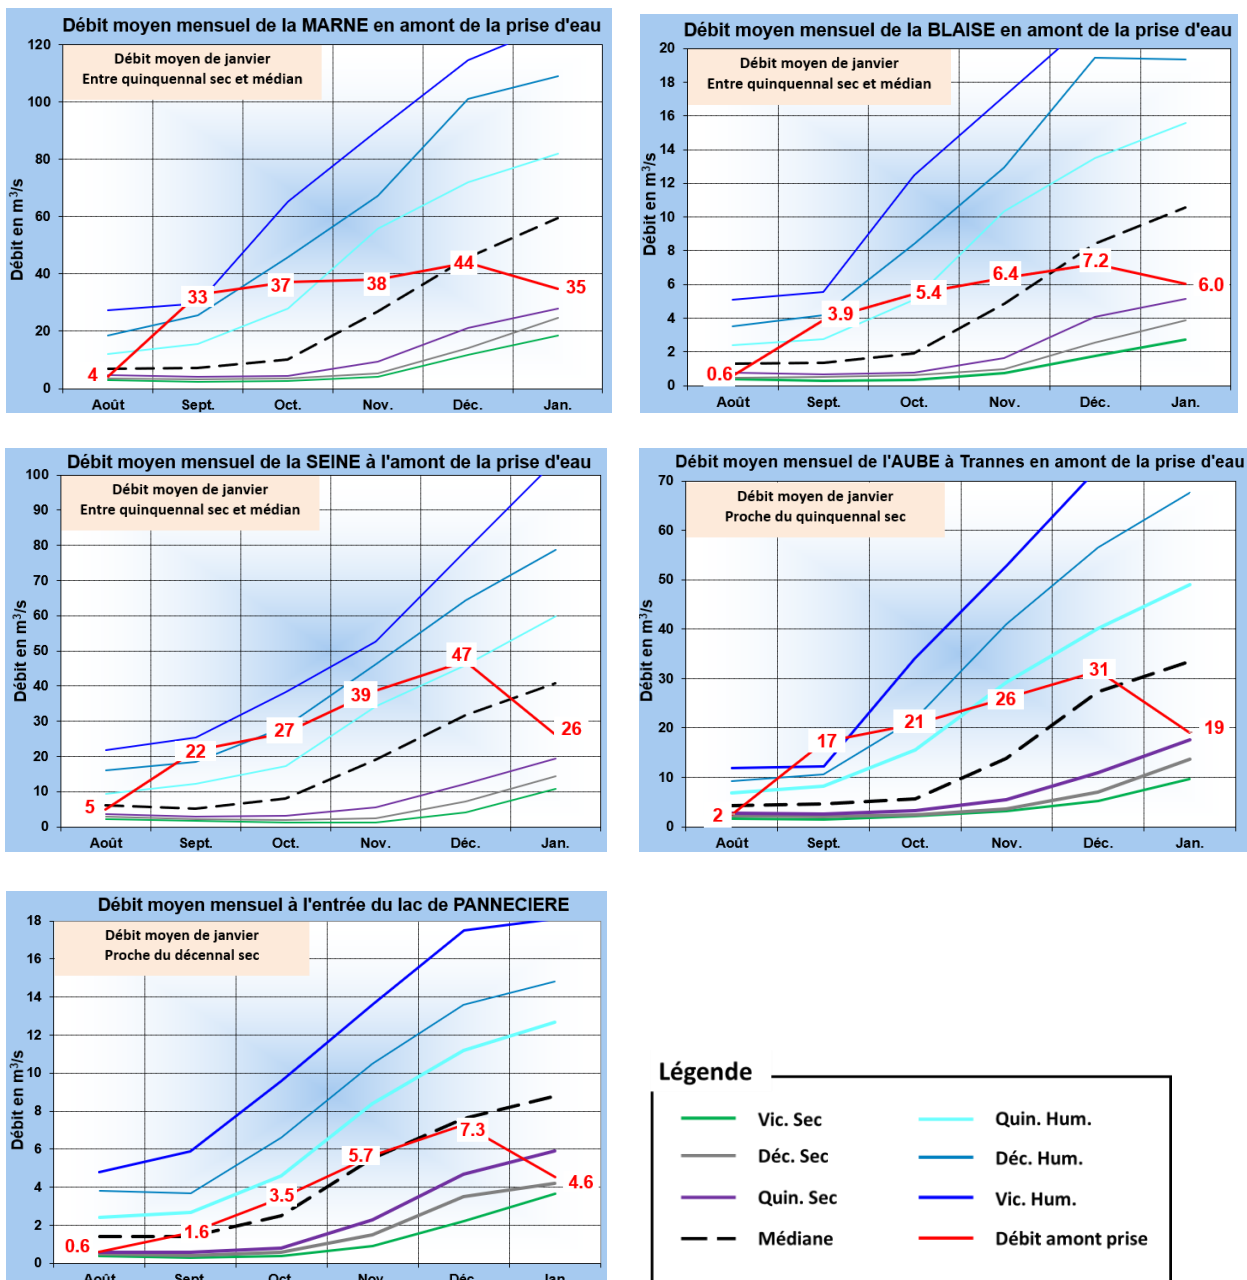 Débit moyen mensuel de la MARNE en amont de la prise d'eau
Débit moyen de janvier
Entre quinquennal sec et médian
Débit en m³/s
120
100
80
60
40
20
0
4
33
37
38
44
35
Août Sept. Oct. Nov. Déc. Jan.
Débit moyen mensuel de la BLAISE en amont de la prise d'eau
Débit moyen de janvier
Entre quinquennal sec et médian
Débit en m³/s
20
18
16
14
12
10
8
6
4
2
0
0.6
3.9
5.4
6.4
7.2
6.0
Août Sept. Oct. Nov. Déc. Jan.
Débit moyen mensuel de la SEINE à l'amont de la prise d'eau
Débit moyen de janvier
Entre quinquennal sec et médian
Débit en m³/s
100
90
80
70
60
50
40
30
20
10
0
5
22
27
39
47
26
Août Sept. Oct. Nov. Déc. Jan.
Débit moyen mensuel de l'AUBE à Trannes en amont de la prise d'eau
Débit moyen de janvier
Proche du quinquennal sec
Débit en m³/s
70
60
50
40
30
20
10
0
2
17
21
26
31
19
Août Sept. Oct. Nov. Déc. Jan.
Débit moyen mensuel à l'entrée du lac de PANNECIERE
Débit moyen de janvier
Proche du décennal sec
Débit en m³/s
18
16
14
12
10
8
6
4
2
0
0.6
1.6
3.5
5.7
7.3
4.6
Août Sept. Oct. Nov. Déc. Jan.
Légende
Vic. Sec
Déc. Sec
Quin. Sec
Médiane
Quin. Hum.
Déc. Hum.
Vic. Hum.
Débit amont prise